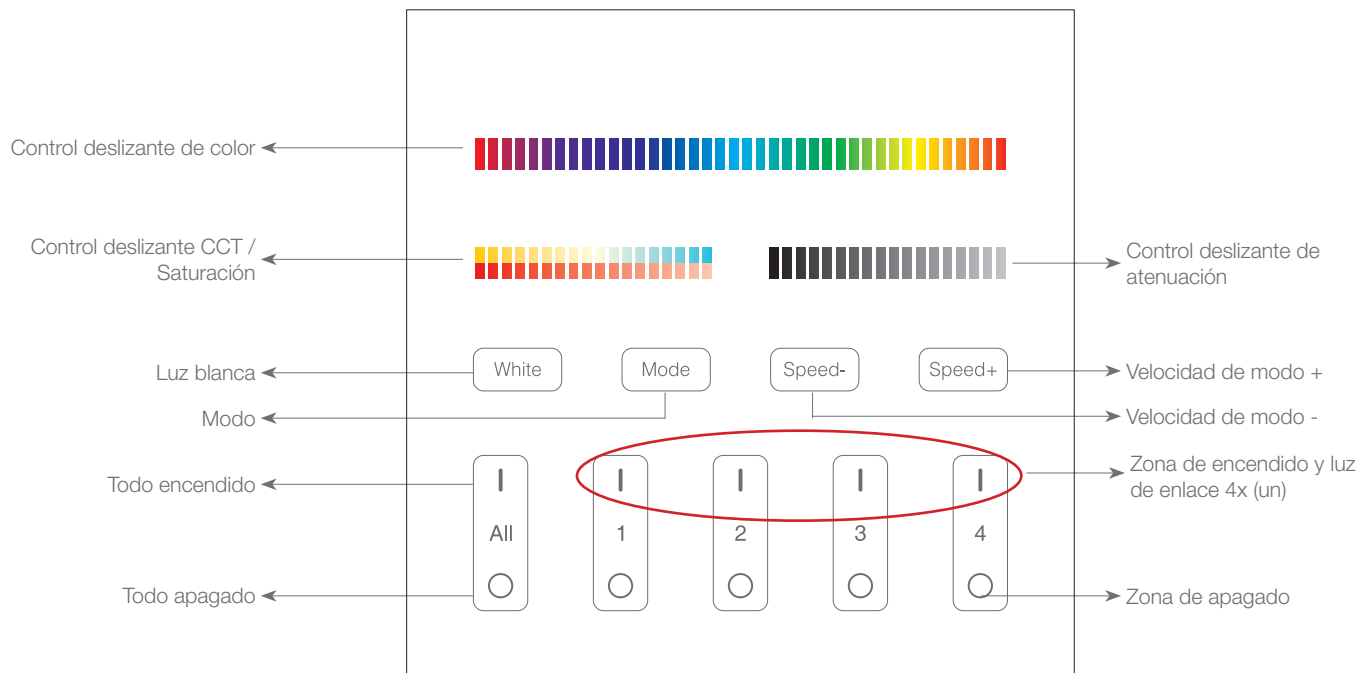 Control deslizante de color
Control deslizante CCT /
Saturación
Control deslizante de
atenuación
Luz blanca
White
Mode
Speed-
Speed+
Velocidad de modo +
Modo
Velocidad de modo -
Todo encendido
Zona de encendido y luz
de enlace 4x (un)
All
1
2
3
4
Todo apagado
Zona de apagado